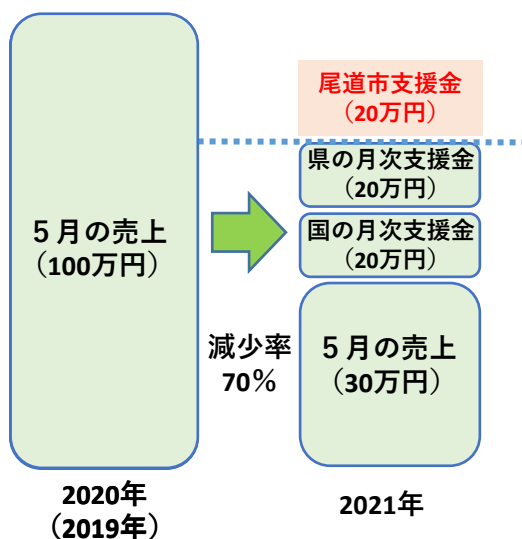 ５月の売上
（100万円）
2020年
（2019年）
減少率
70％
尾道市支援金
（20万円）
県の月次支援金
（20万円）
国の月次支援金
（20万円）
５月の売上
（30万円）
2021年